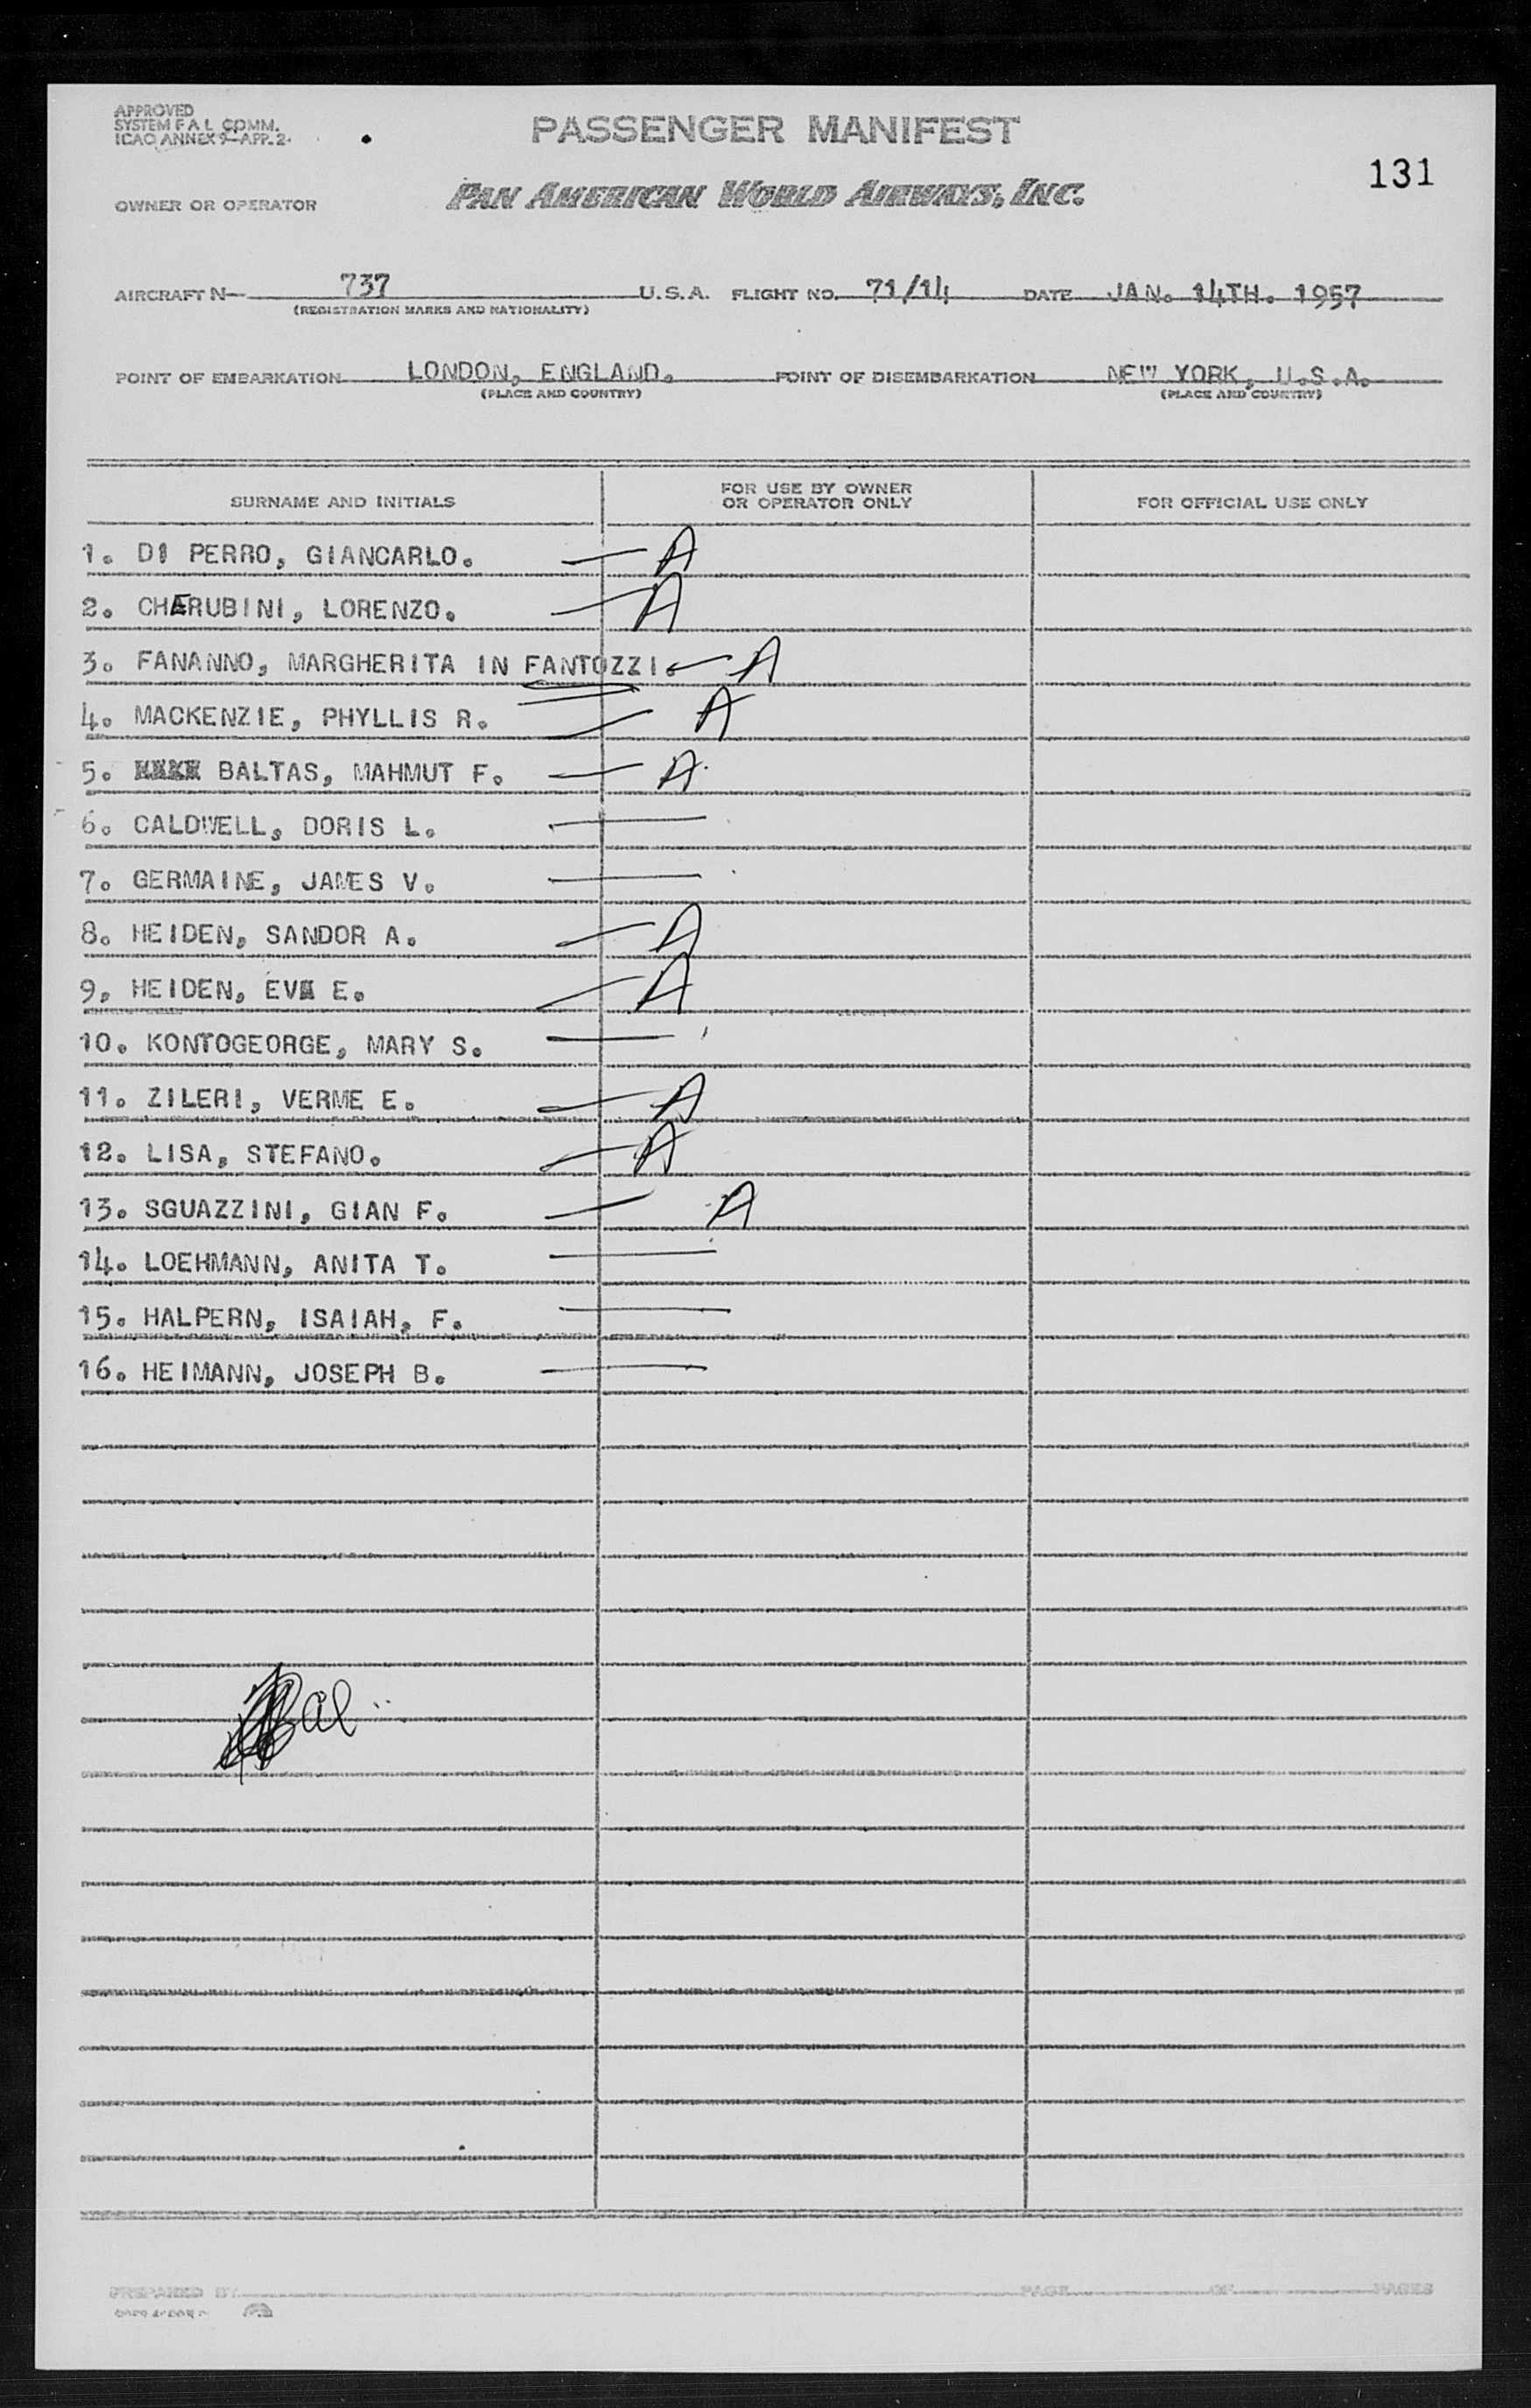 APPROVED
SYSTEM F A L COMM.
ICAO ANNEX 9-APP. 2.
PASSENGER MANIFEST
131
OWNER OR OPERATOR PAN AMERICAN WORLD AIRWAYS, INC.
AIRCRAFT N 737 U.S.A. FLIGHT NO. 71/14 DATE JAN. 14TH. 1957
(REGISTRATION MARKS AND NATIONALITY)
POINT OF EMBARKATION LONDON, ENGLAND. POINT OF DISEMBARKATION NEW YORK, U.S.A.
(PLACE AND COUNTRY) (PLACE AND COUNTRY)
SURNAME AND INITIALS FOR USE BY OWNER OR OPERATOR ONLY FOR OFFICIAL USE ONLY
1. DI PERRO, GIANCARLO. — A
2. CHERUBINI, LORENZO. — A
3. FANANNO, MARGHERITA IN FANTOZZI. — A
4. MACKENZIE, PHYLLIS R. — A
5. BALTAS, MAHMUT F. — A
6. CALDWELL, DORIS L. —
7. GERMAINE, JAMES V. —
8. HEIDEN, SANDOR A. — A
9. HEIDEN, EVA E. — A
10. KONTOGEORGE, MARY S. —
11. ZILERI, VERME E. — A
12. LISA, STEFANO. — A
13. SGUAZZINI, GIAN F. — A
14. LOEHMANN, ANITA T. —
15. HALPERN, ISAIAH, F. —
16. HEIMANN, JOSEPH B. —
PREPARED BY PAGE OF PAGES